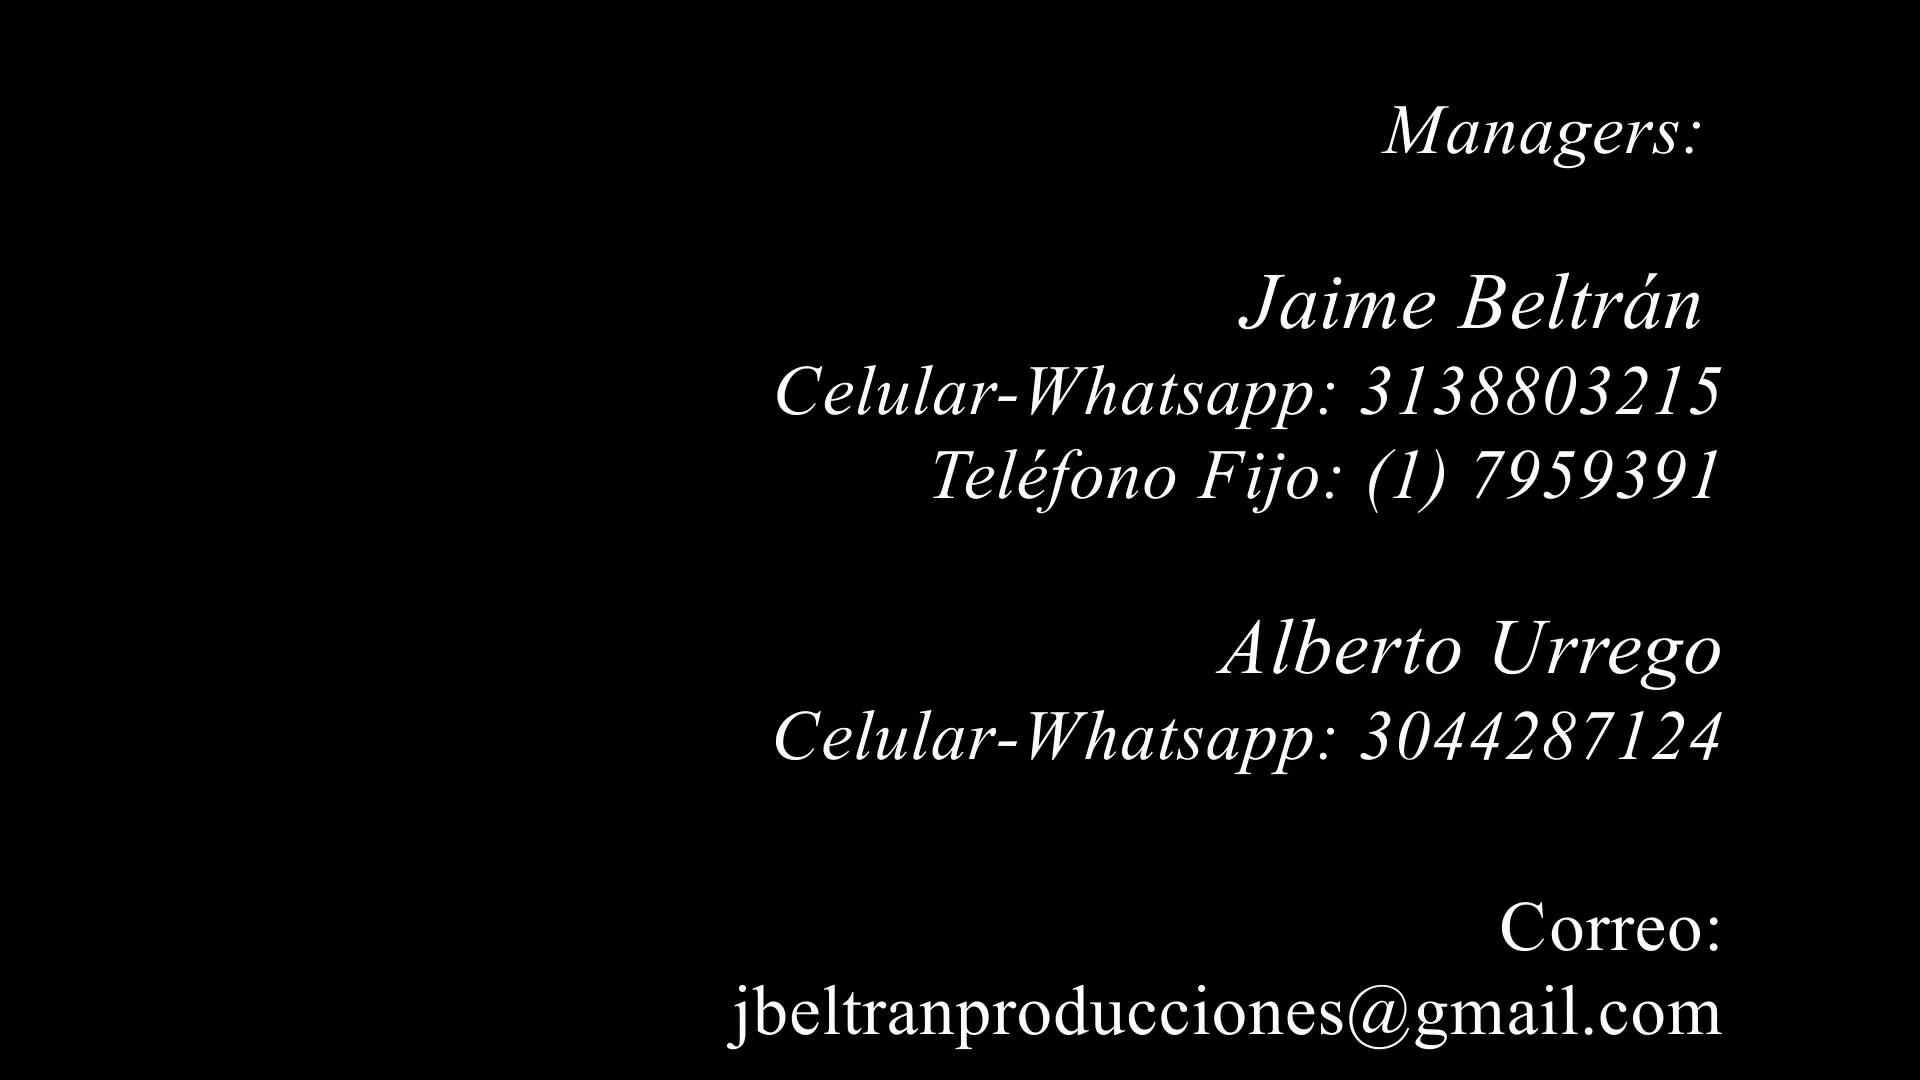 Managers:
Jaime Beltrán
Celular-Whatsapp: 3138803215
Teléfono Fijo: (1) 7959391
Alberto Urrego
Celular-Whatsapp: 3044287124
Correo:
jbeltranproducciones@gmail.com